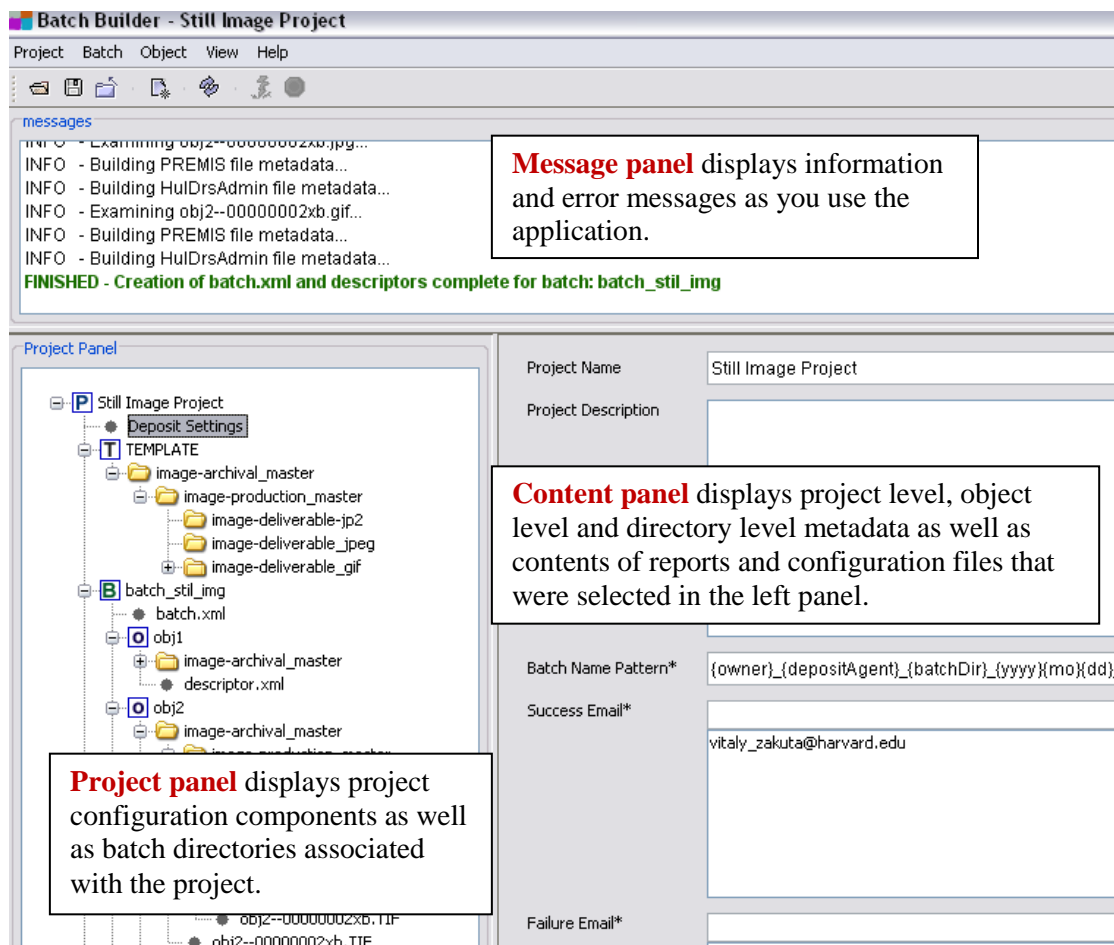 Batch Builder - Still Image Project
Project Batch Object View Help
messages
INFO - Examining obj2--00000002xb.jpg...
INFO - Building PREMIS file metadata...
INFO - Building HulDrsAdmin file metadata...
INFO - Examining obj2--00000002xb.gif...
INFO - Building PREMIS file metadata...
INFO - Building HulDrsAdmin file metadata...
FINISHED - Creation of batch.xml and descriptors complete for batch: batch_stil_img
Message panel displays information
and error messages as you use the
application.
Project Panel
P Still Image Project
Deposit Settings
T TEMPLATE
image-archival_master
image-production_master
image-deliverable-jp2
image-deliverable_jpeg
image-deliverable_gif
B batch_stil_img
batch.xml
O obj1
image-archival_master
descriptor.xml
O obj2
image-archival_master
image-production_master
Project panel displays project
configuration components as well
as batch directories associated
with the project.
obj2--00000002xb.TIF
obj2--00000002xb.TIF
Project Name Still Image Project
Project Description
Content panel displays project level, object
level and directory level metadata as well as
contents of reports and configuration files that
were selected in the left panel.
Batch Name Pattern* {owner}_{depositAgent}_{batchDir}_{yyyy}{mo}{dd}_
Success Email*
vitaly_zakuta@harvard.edu
Failure Email*